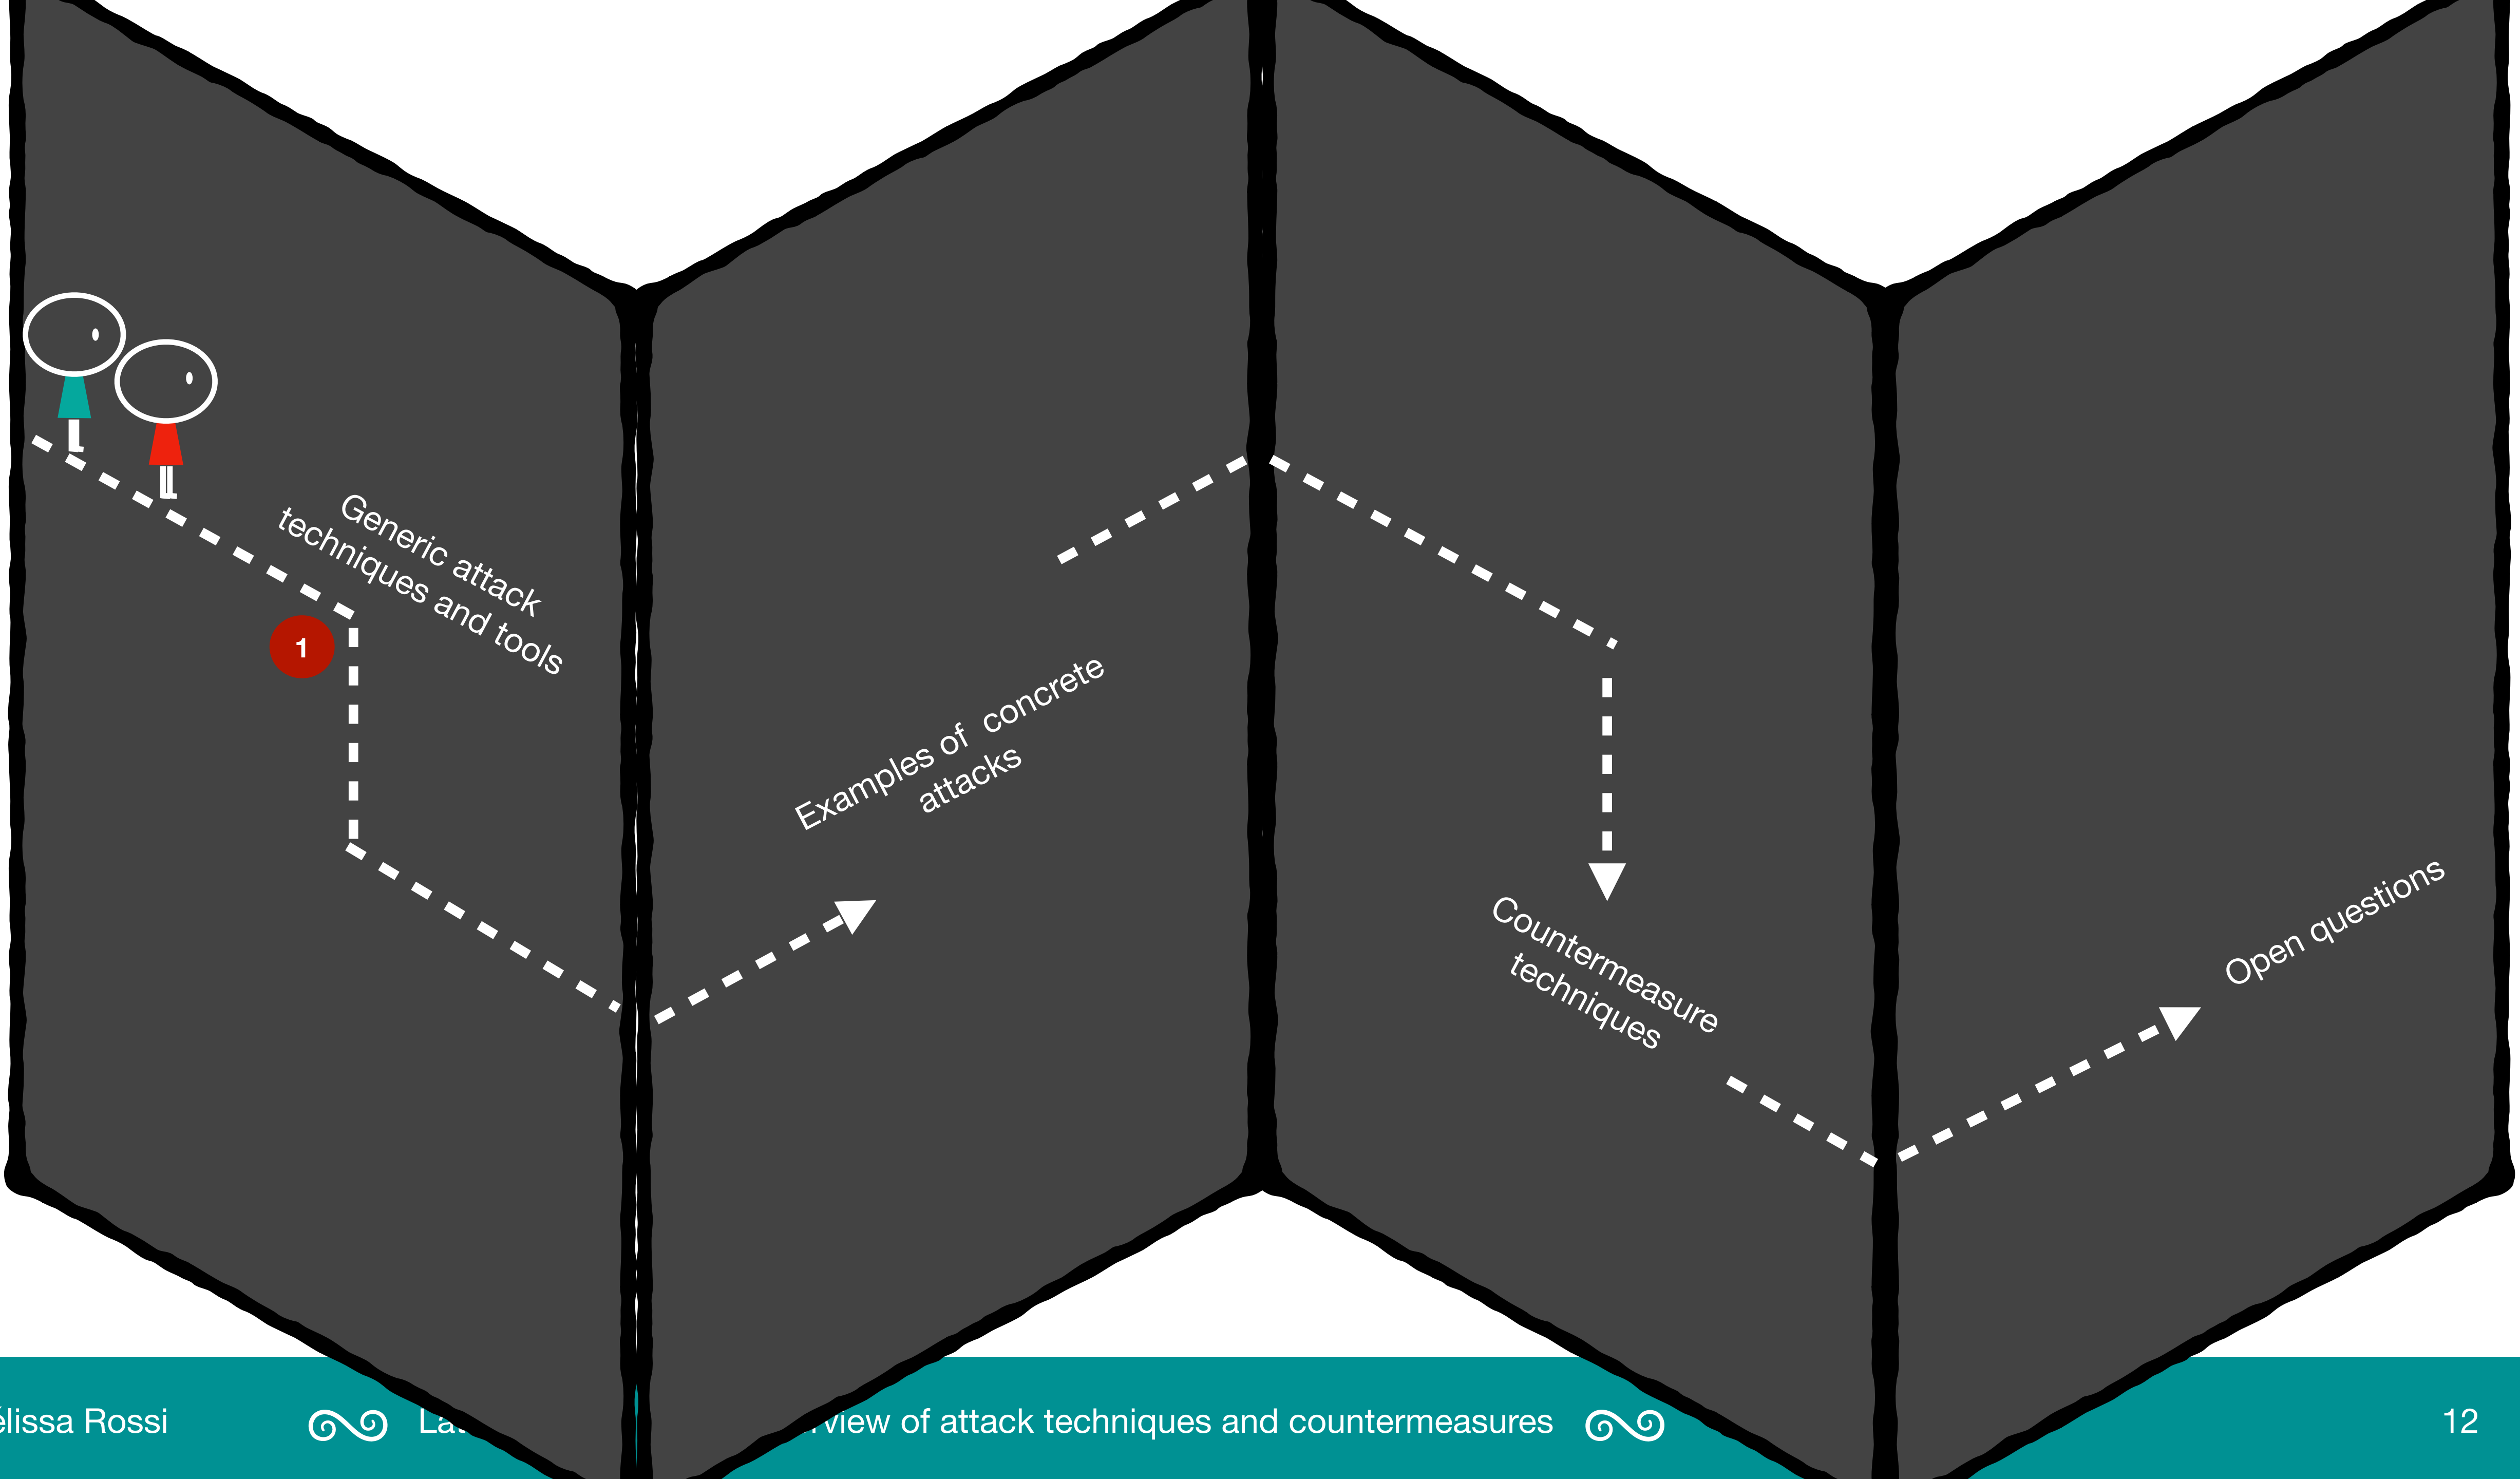 Generic attack
techniques and tools
1
Examples of concrete
attacks
Countermeasure
techniques
Open questions
élissa Rossi
view of attack techniques and countermeasures
12